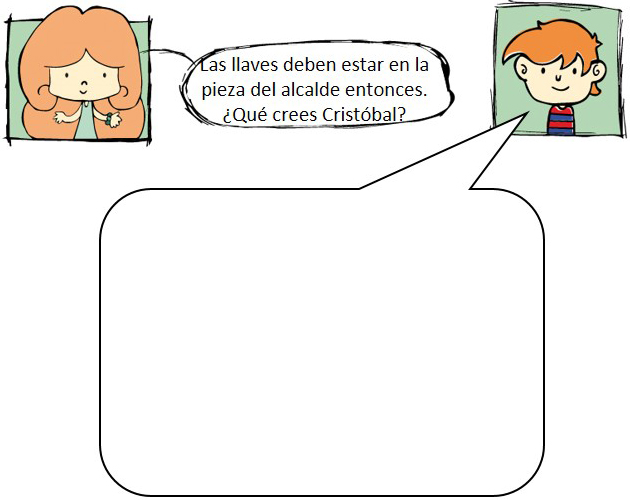 Las llaves deben estar en la
pieza del alcalde entonces.
¿Qué crees Cristóbal?